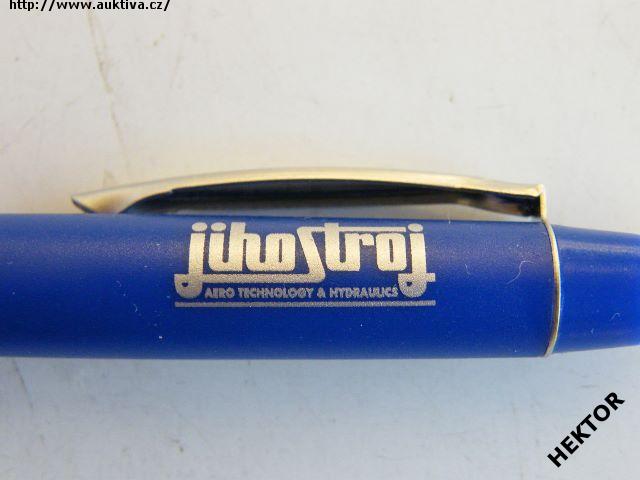 http://www.auktiva.cz/
jihostroj
AERO TECHNOLOGY & HYDRAULICS
HEKTOR